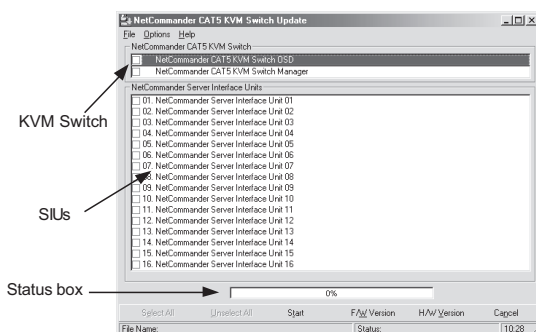 NetCommander CAT5 KVM Switch Update
File Options Help
NetCommander CAT5 KVM Switch
NetCommander CAT5 KVM Switch OSD
NetCommander CAT5 KVM Switch Manager
KVM Switch
NetCommander Server Interface Units
01. NetCommander Server Interface Unit 01
02. NetCommander Server Interface Unit 02
03. NetCommander Server Interface Unit 03
04. NetCommander Server Interface Unit 04
05. NetCommander Server Interface Unit 05
06. NetCommander Server Interface Unit 06
07. NetCommander Server Interface Unit 07
08. NetCommander Server Interface Unit 08
09. NetCommander Server Interface Unit 09
10. NetCommander Server Interface Unit 10
11. NetCommander Server Interface Unit 11
12. NetCommander Server Interface Unit 12
13. NetCommander Server Interface Unit 13
14. NetCommander Server Interface Unit 14
15. NetCommander Server Interface Unit 15
16. NetCommander Server Interface Unit 16
SIUs
Status box
0%
Select All Unselect All Start F/W Version H/W Version Cancel
File Name: Status: 10:28